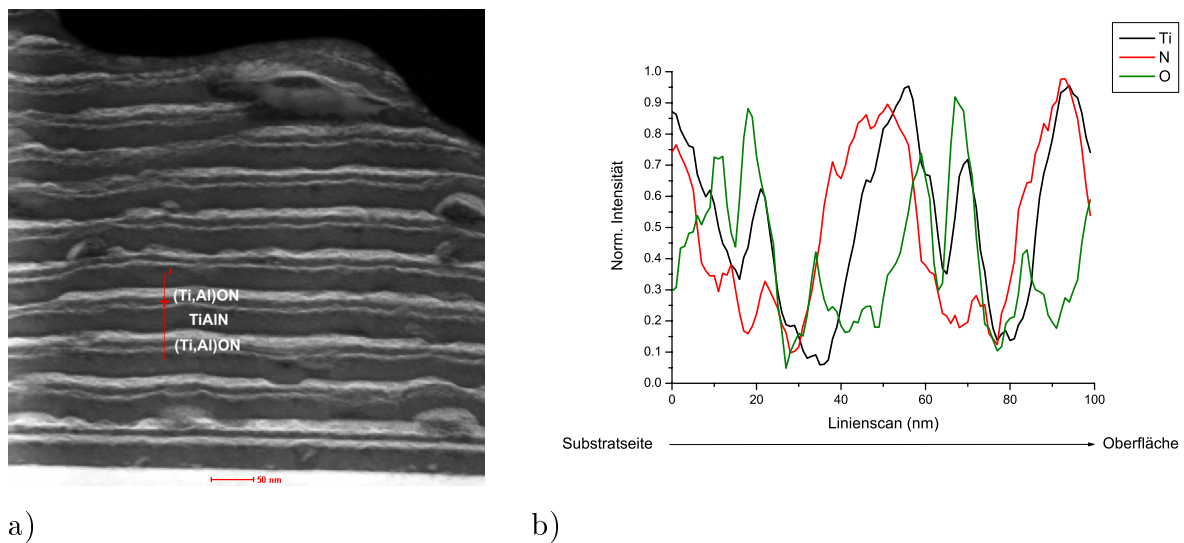 (Ti,Al)ON
TiAlN
(Ti,Al)ON
50 nm
a)
Ti
N
O
Norm. Intensität
1.0
0.9
0.8
0.7
0.6
0.5
0.4
0.3
0.2
0.1
0.0
0 20 40 60 80 100
Linienscan (nm)
Substratseite Oberfläche
b)